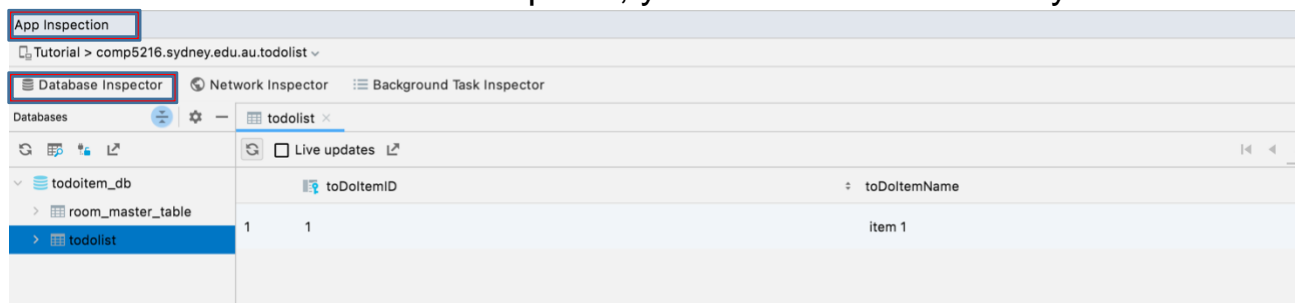 App Inspection
Tutorial > comp5216.sydney.edu.au.todolist
Database Inspector Network Inspector Background Task Inspector
Databases todolist
Live updates
todoitem_db toDoItemID toDoItemName
room_master_table
1 1 item 1
todolist